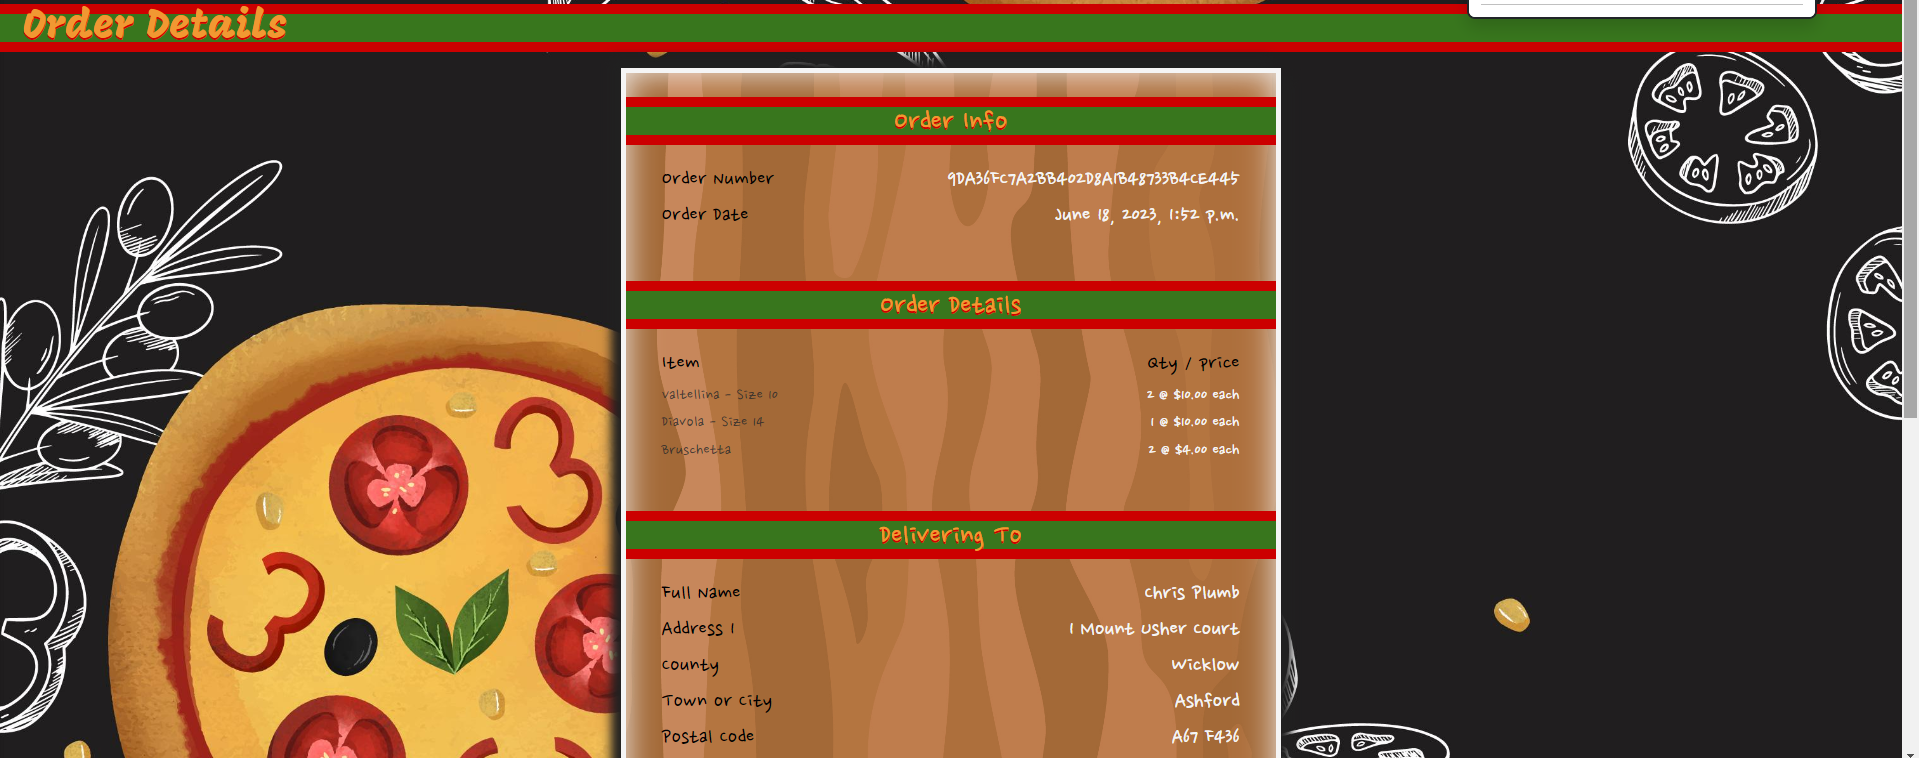 Order Details
Order Info
Order Number 9DA36FC7A2BB402D8A1B48733B4CE445
Order Date June 18, 2023, 1:52 p.m.
Order Details
Item Qty / price
Valtellina - Size 10 2 @ $10.00 each
Diavola - Size 14 1 @ $10.00 each
Bruschetta 2 @ $4.00 each
Delivering To
Full Name Chris Plumb
Address 1 1 Mount Usher Court
County Wicklow
Town or City Ashford
Postal Code A67 F436